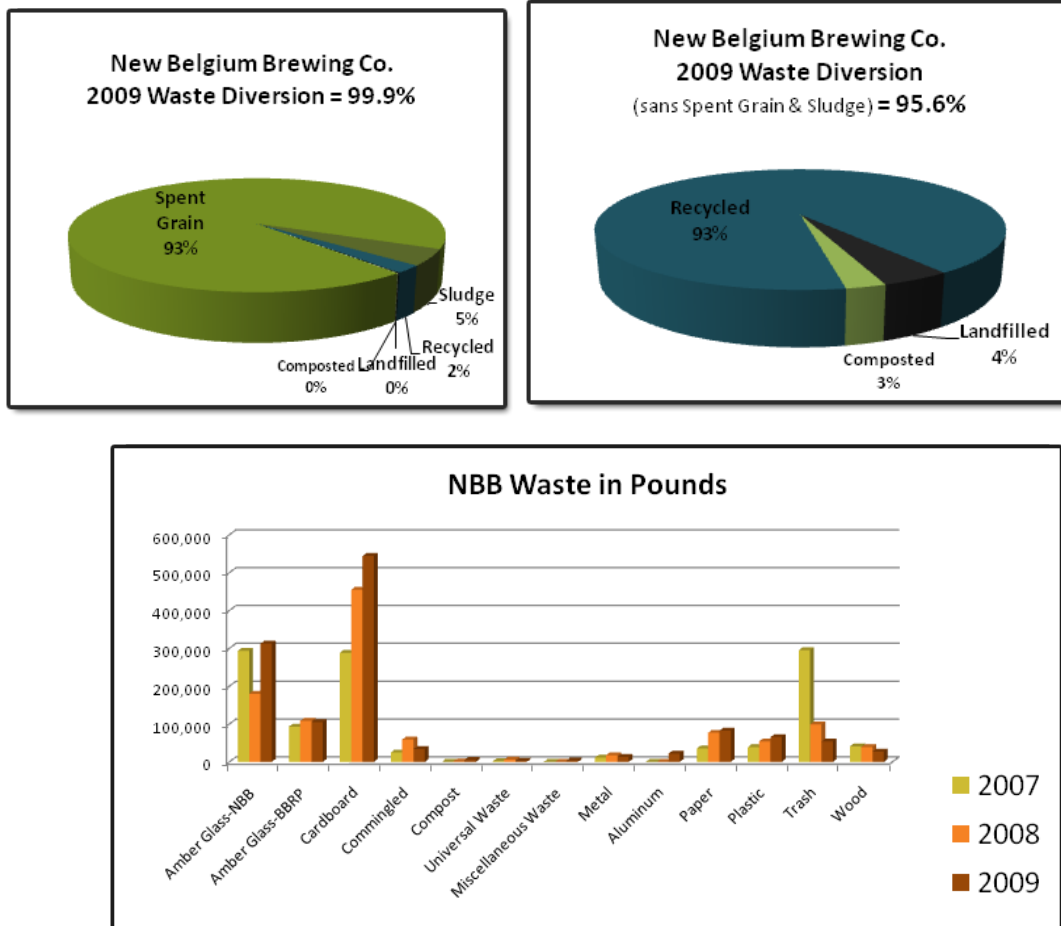 New Belgium Brewing Co.
2009 Waste Diversion = 99.9%
Spent
Grain
93%
Sludge
5%
Recycled
2%
Landfilled
0%
Composted
0%
New Belgium Brewing Co.
2009 Waste Diversion
(sans Spent Grain & Sludge) = 95.6%
Recycled
93%
Landfilled
4%
Composted
3%
NBB Waste in Pounds
600,000
500,000
400,000
300,000
200,000
100,000
0
Amber Glass-NBB
Amber Glass-BBRP
Cardboard
Commingled
Compost
Universal Waste
Miscellaneous Waste
Metal
Aluminum
Paper
Plastic
Trash
Wood
2007
2008
2009